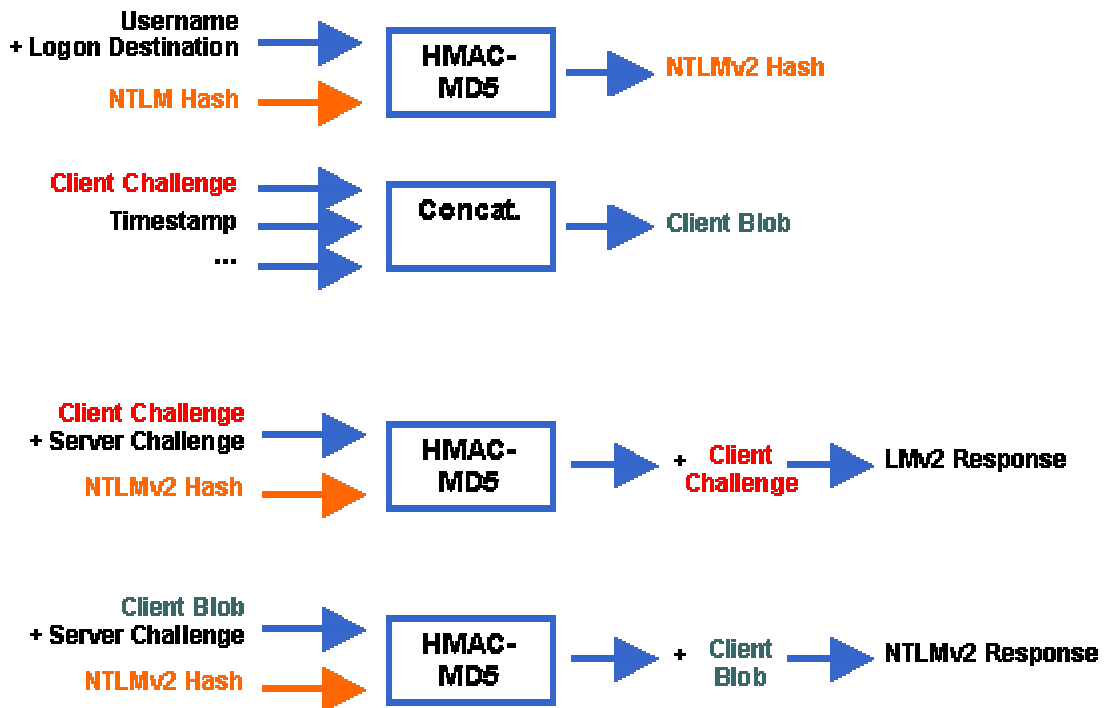 Username
+ Logon Destination
NTLM Hash
HMAC-
MD5
NTLMv2 Hash
Client Challenge
Timestamp
...
Concat.
Client Blob
Client Challenge
+ Server Challenge
NTLMv2 Hash
HMAC-
MD5
+ Client
Challenge
LMv2 Response
Client Blob
+ Server Challenge
NTLMv2 Hash
HMAC-
MD5
+ Client
Blob
NTLMv2 Response